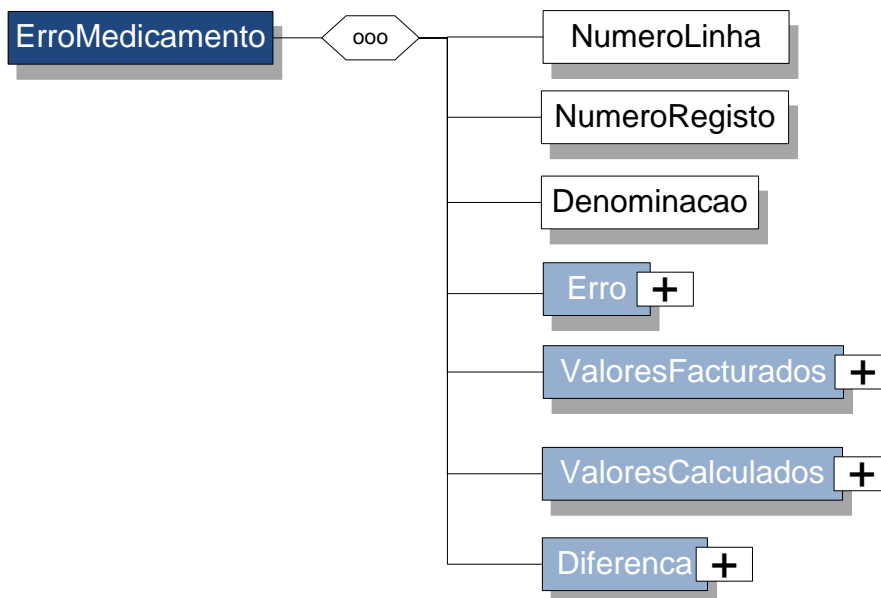 ErroMedicamento
ooo
NumeroLinha
NumeroRegisto
Denominacao
Erro +
ValoresFacturados +
ValoresCalculados +
Diferenca +